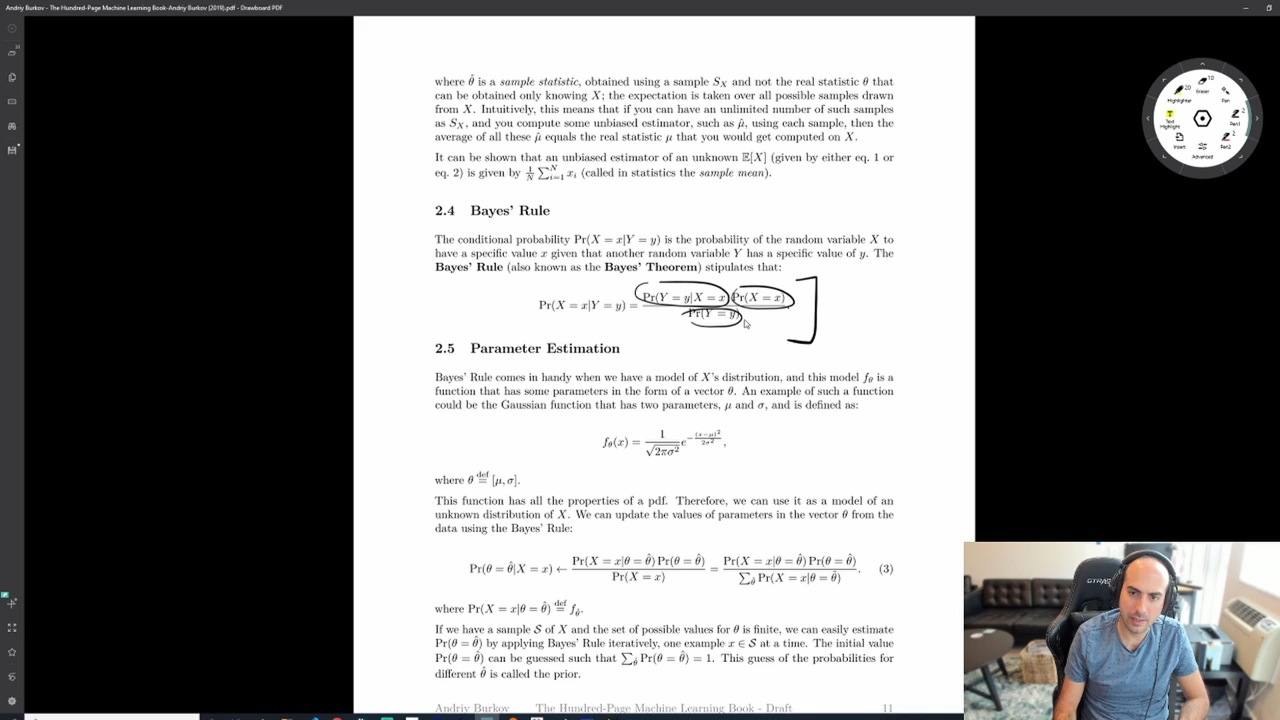 Andriy Burkov - The Hundred-Page Machine Learning Book-Andriy Burkov (2019).pdf - Drawboard PDF
where θ̂ is a sample statistic, obtained using a sample S_X and not the real statistic θ that
can be obtained only knowing X; the expectation is taken over all possible samples drawn
from X. Intuitively, this means that if you can have an unlimited number of such samples
as S_X, and you compute some unbiased estimator, such as μ̂, using each sample, then the
average of all these μ̂ equals the real statistic μ that you would get computed on X.
It can be shown that an unbiased estimator of an unknown 𝔼[X] (given by either eq. 1 or
eq. 2) is given by 1/N ∑_{i=1}^{N} x_i (called in statistics the sample mean).
2.4 Bayes' Rule
The conditional probability Pr(X = x|Y = y) is the probability of the random variable X to
have a specific value x given that another random variable Y has a specific value of y. The
Bayes' Rule (also known as the Bayes' Theorem) stipulates that:
Pr(X = x|Y = y) = Pr(Y = y|X = x) Pr(X = x) / Pr(Y = y)
2.5 Parameter Estimation
Bayes' Rule comes in handy when we have a model of X's distribution, and this model f_θ is a
function that has some parameters in the form of a vector θ. An example of such a function
could be the Gaussian function that has two parameters, μ and σ, and is defined as:
f_θ(x) = 1/√(2πσ²) e^{−(x−μ)²/2σ²},
where θ def= [μ, σ].
This function has all the properties of a pdf. Therefore, we can use it as a model of an
unknown distribution of X. We can update the values of parameters in the vector θ from the
data using the Bayes' Rule:
Pr(θ = θ̂|X = x) ← Pr(X = x|θ = θ̂) Pr(θ = θ̂) / Pr(X = x) = Pr(X = x|θ = θ̂) Pr(θ = θ̂) / ∑_θ̃ Pr(X = x|θ = θ̃). (3)
where Pr(X = x|θ = θ̂) def= f_θ̂.
If we have a sample 𝒮 of X and the set of possible values for θ is finite, we can easily estimate
Pr(θ = θ̂) by applying Bayes' Rule iteratively, one example x ∈ 𝒮 at a time. The initial value
Pr(θ = θ̂) can be guessed such that ∑_θ̂ Pr(θ = θ̂) = 1. This guess of the probabilities for
different θ̂ is called the prior.
Andriy Burkov The Hundred-Page Machine Learning Book - Draft 11
Highlighter
Eraser
Pen
Text Highlight
Pen1
Insert
Pen2
Advanced